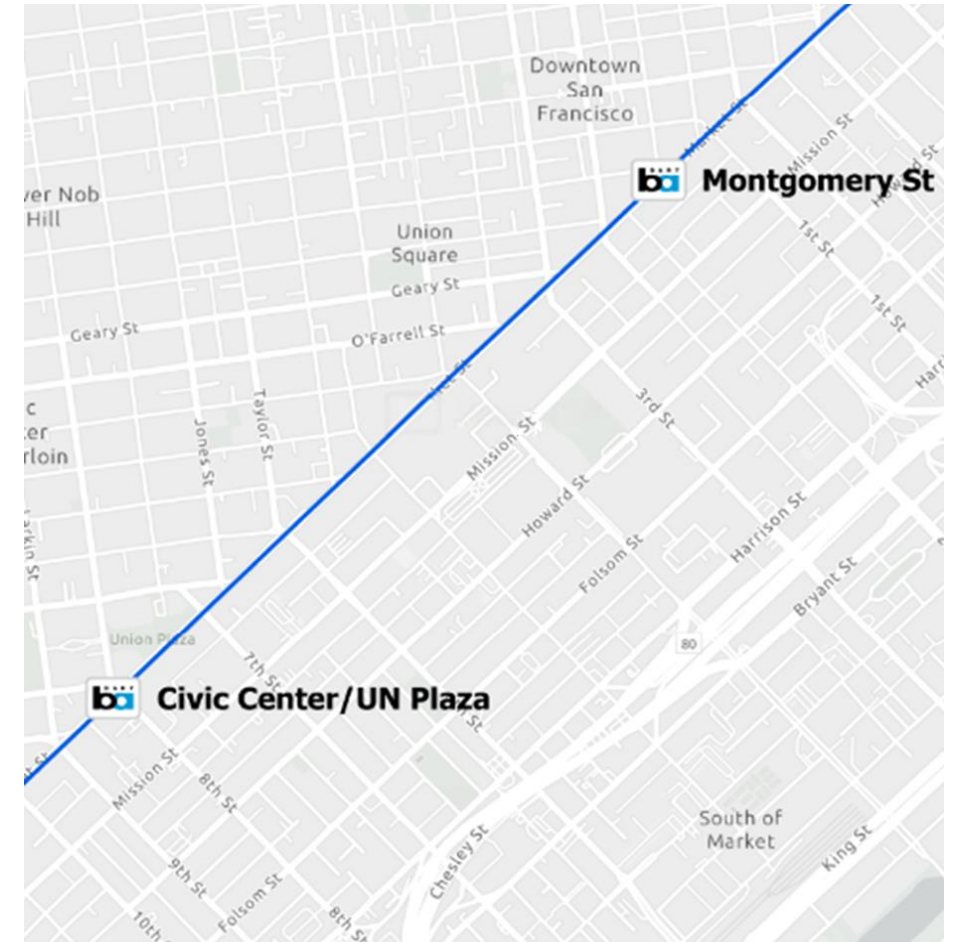 Downtown
San
Francisco
Market St
Mission St
Montgomery St
Hill
Nob
1st St
Union
Square
Geary St
1st St
Geary St
O'Farrell St
3rd St
Taylor St
Jones St
Mission St
Howard St
Harrison St
Folsom St
Bryant St
80
Union Plaza
7th St
ba
Civic Center/UN Plaza
Mission St
8th St
South of
Market
King St
Chesley St
9th St
Folsom St
8th St
10th